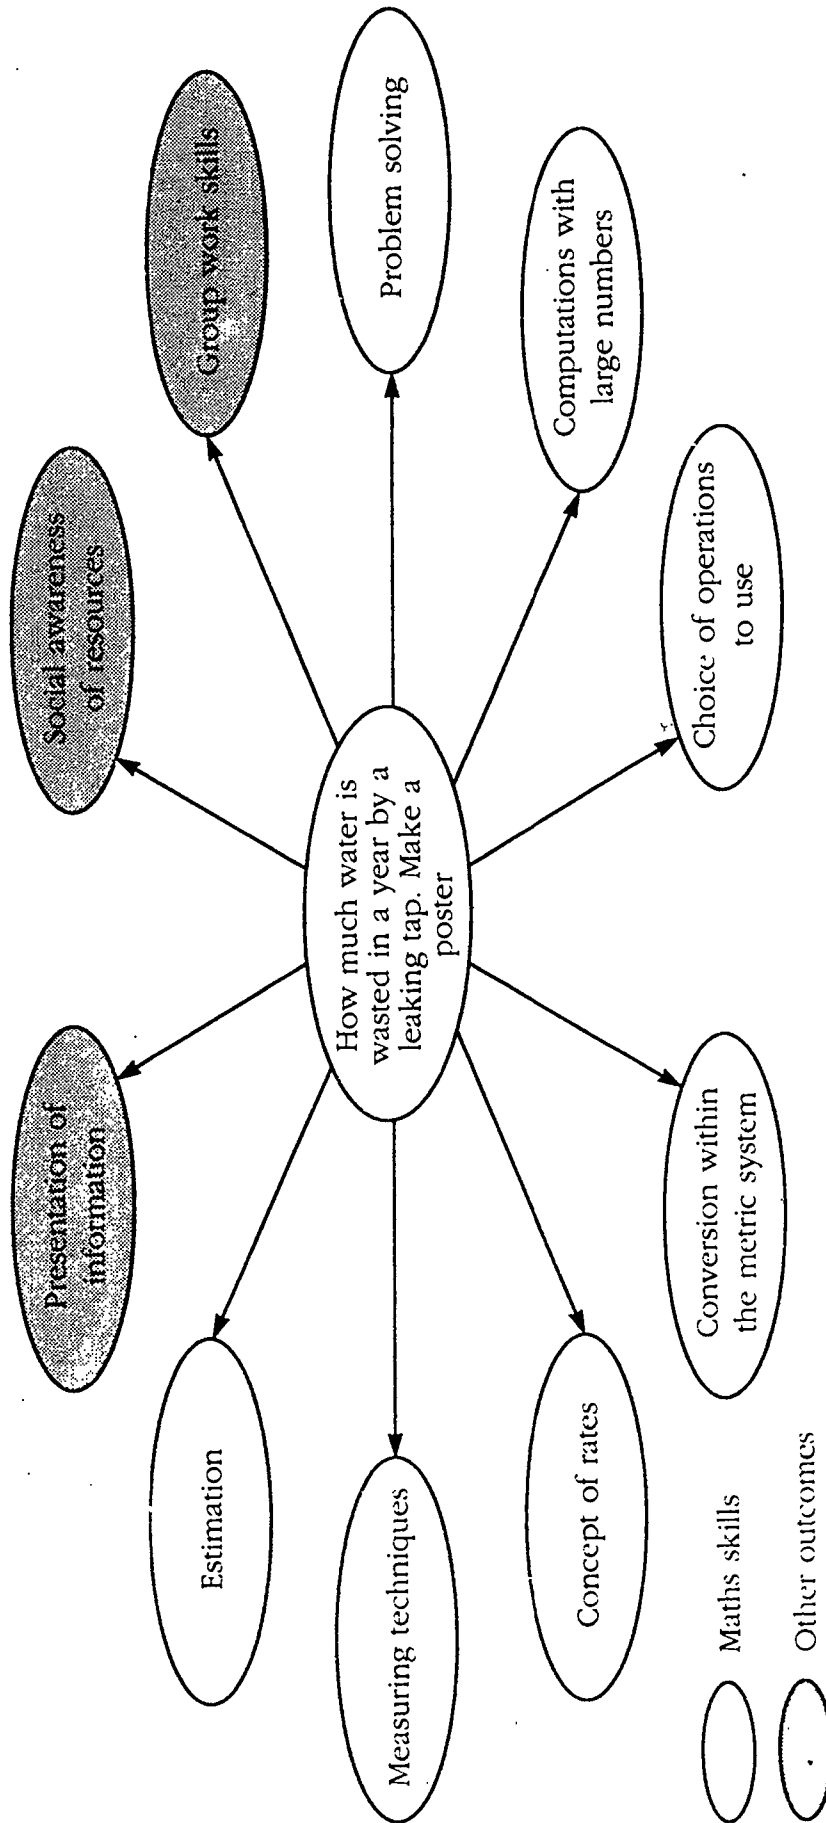 Presentation of
information
Social awareness
of resources
Group work skills
Estimation
Problem solving
Measuring techniques
How much water is
wasted in a year by a
leaking tap. Make a
poster
Concept of rates
Computations with
large numbers
Conversion within
the metric system
Choice of operations
to use
Maths skills
Other outcomes